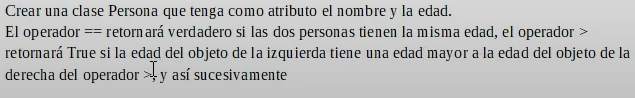 Crear una clase Persona que tenga como atributo el nombre y la edad.
El operador == retornará verdadero si las dos personas tienen la misma edad, el operador >
retornará True si la edad del objeto de la izquierda tiene una edad mayor a la edad del objeto de la
derecha del operador >, y así sucesivamente